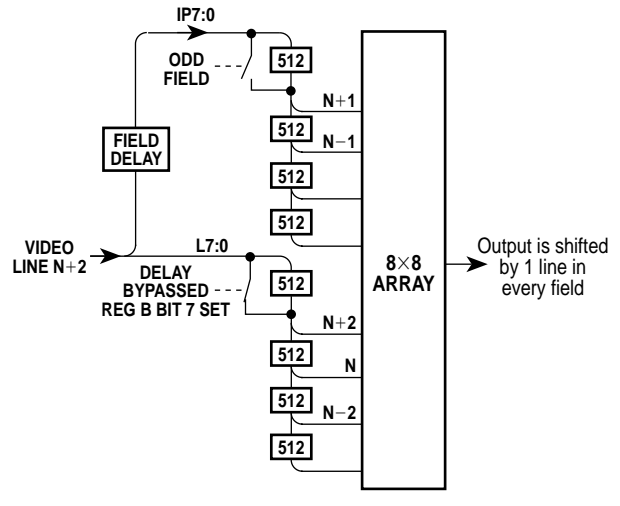 IP7:0
ODD
FIELD
512
N+1
512
N−1
FIELD
DELAY
512
512
VIDEO
LINE N+2
L7:0
DELAY
BYPASSED
REG B BIT 7 SET
512
N+2
512
N
512
N−2
512
8×8
ARRAY
Output is shifted
by 1 line in
every field